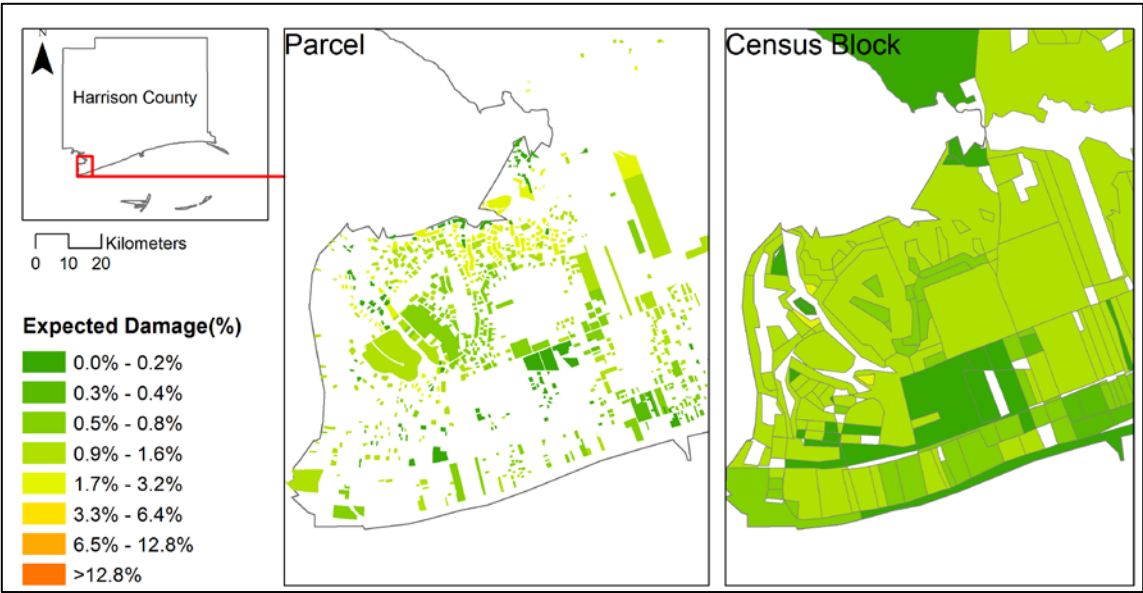 N
Harrison County
Kilometers
0 10 20
Expected Damage(%)
0.0% - 0.2%
0.3% - 0.4%
0.5% - 0.8%
0.9% - 1.6%
1.7% - 3.2%
3.3% - 6.4%
6.5% - 12.8%
>12.8%
Parcel
Census Block